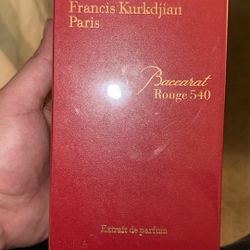 Francis Kurkdjian
Paris
Baccarat
Rouge 540
Extrait de parfum